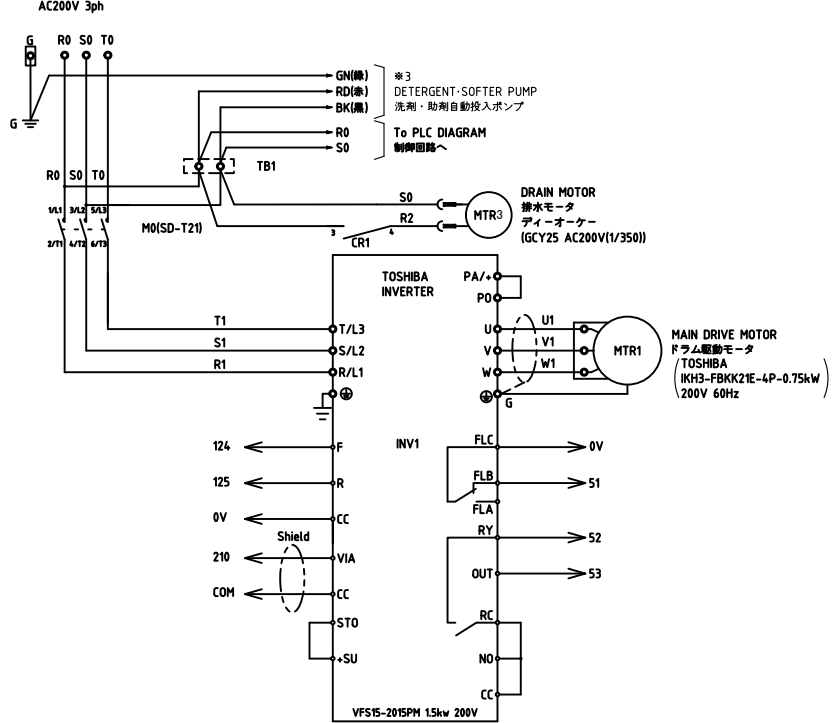 AC200V 3ph
G R0 S0 T0
GN(緑) ※3
RD(赤) DETERGENT·SOFTER PUMP
BK(黒) 洗剤・助剤自動投入ポンプ
G
R0 To PLC DIAGRAM
S0 制御回路へ
TB1
R0 S0 T0
1/L1 3/L2 5/L3
2/T1 4/T2 6/T3
M0(SD-T21)
S0
R2
3 4
CR1
MTR3
DRAIN MOTOR
排水モータ
ディーオーケー
(GCY25 AC200V(1/350))
TOSHIBA
INVERTER
PA/+
PO
T1 T/L3 U U1
S1 S/L2 V V1
R1 R/L1 W W1
G
MTR1
MAIN DRIVE MOTOR
ドラム駆動モータ
TOSHIBA
IKH3-FBKK21E-4P-0.75kW
200V 60Hz
INV1
124 F FLC 0V
125 R FLB 51
0V CC FLA
RY 52
Shield
210 VIA
OUT 53
COM CC
STO RC
+SU NO
CC
VFS15-2015PM 1.5kw 200V